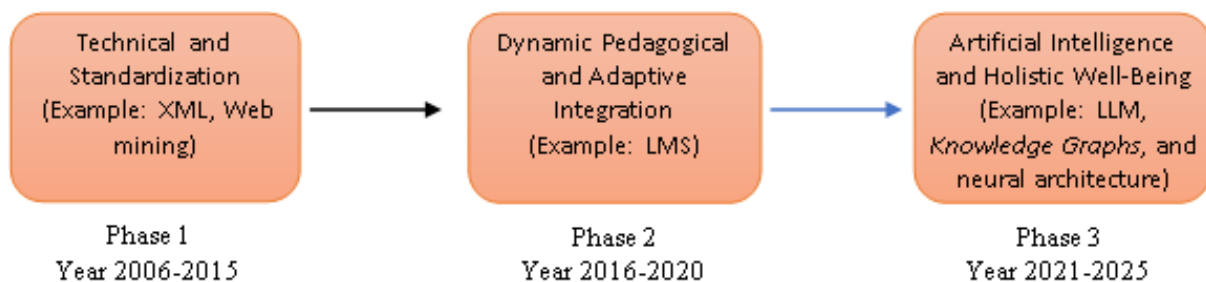 Technical and
Standardization
(Example: XML, Web
mining)
Phase 1
Year 2006-2015
Dynamic Pedagogical
and Adaptive
Integration
(Example: LMS)
Phase 2
Year 2016-2020
Artificial Intelligence
and Holistic Well-Being
(Example: LLM,
Knowledge Graphs, and
neural architecture)
Phase 3
Year 2021-2025